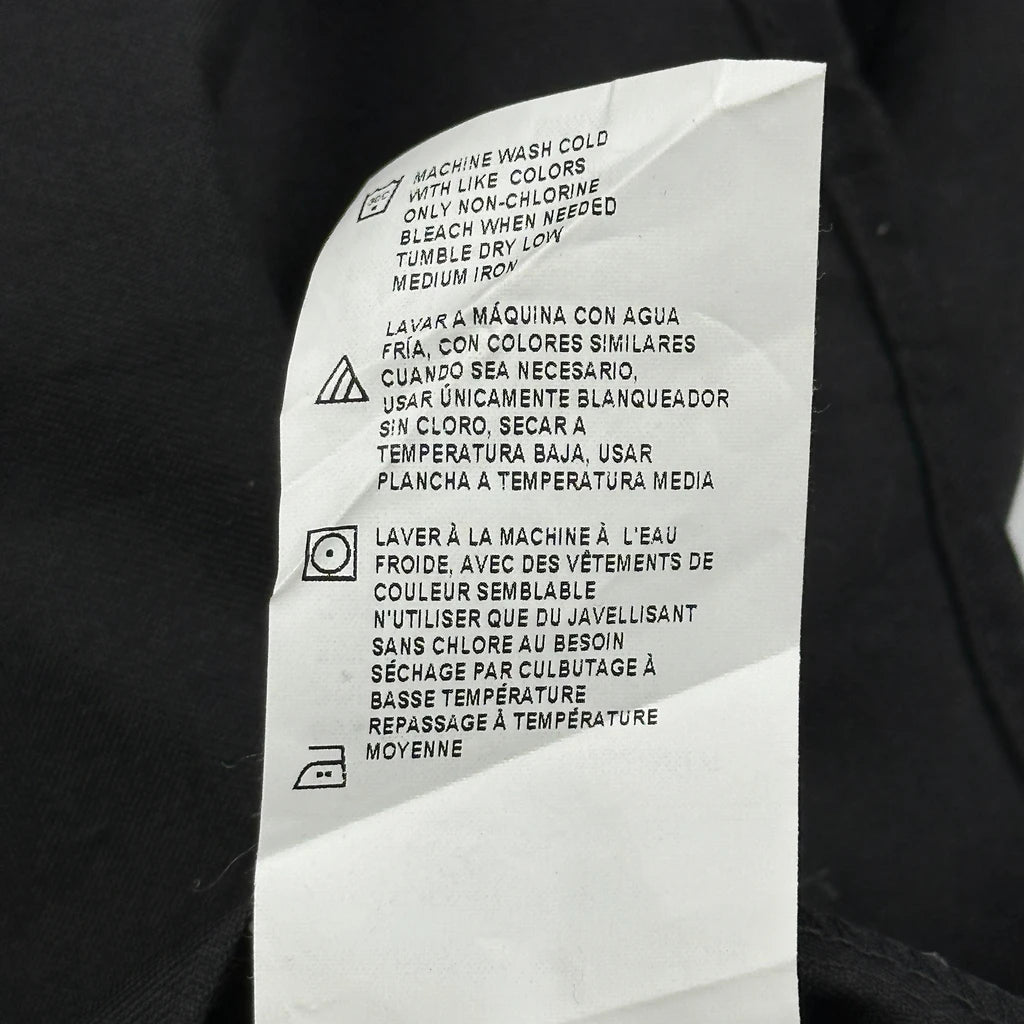 MACHINE WASH COLD
WITH LIKE COLORS
ONLY NON-CHLORINE
BLEACH WHEN NEEDED
TUMBLE DRY LOW
MEDIUM IRON
30C
LAVAR A MÁQUINA CON AGUA
FRÍA, CON COLORES SIMILARES
CUANDO SEA NECESARIO,
USAR ÚNICAMENTE BLANQUEADOR
SIN CLORO, SECAR A
TEMPERATURA BAJA, USAR
PLANCHA A TEMPERATURA MEDIA
LAVER À LA MACHINE À L'EAU
FROIDE, AVEC DES VÊTEMENTS DE
COULEUR SEMBLABLE
N'UTILISER QUE DU JAVELLISANT
SANS CHLORE AU BESOIN
SÉCHAGE PAR CULBUTAGE À
BASSE TEMPÉRATURE
REPASSAGE À TEMPÉRATURE
MOYENNE